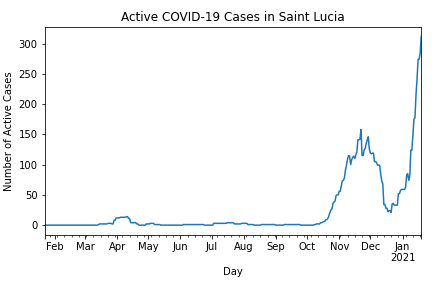 Active COVID-19 Cases in Saint Lucia
Number of Active Cases
300
250
200
150
100
50
0
Feb Mar Apr May Jun Jul Aug Sep Oct Nov Dec Jan
2021
Day